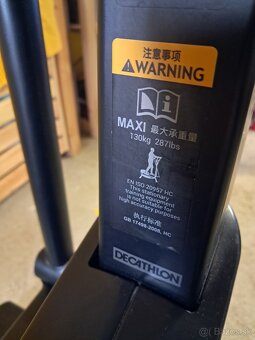 注意事项
WARNING
MAXI 最大承重量
130kg 287lbs
EN ISO 20957 HC
This stationary
training equipment
is not suitable for
high accuracy purposes
执行标准
GB 17498-2008, HC
DECATHLON